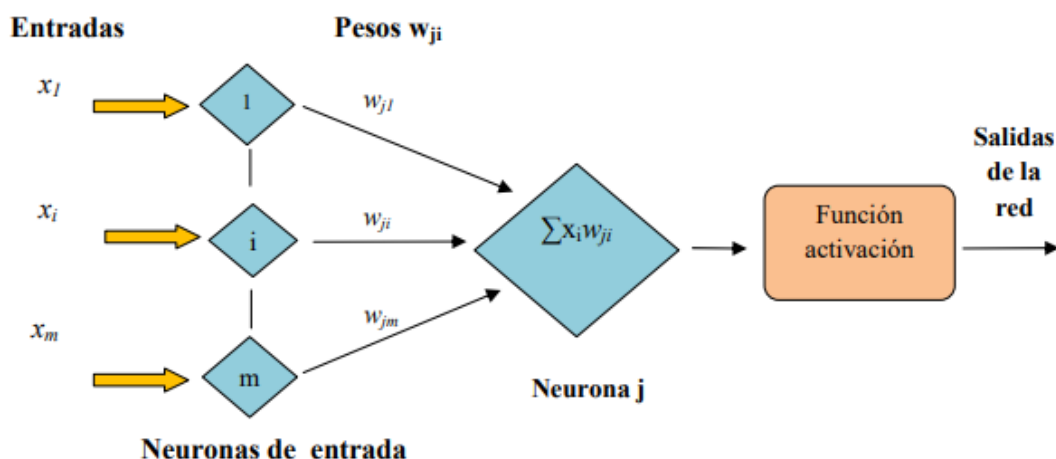 Entradas
Pesos wji
x1
1
wj1
Salidas
de la
red
xi
i
wji
∑xiwji
Función
activación
xm
m
wjm
Neurona j
Neuronas de entrada